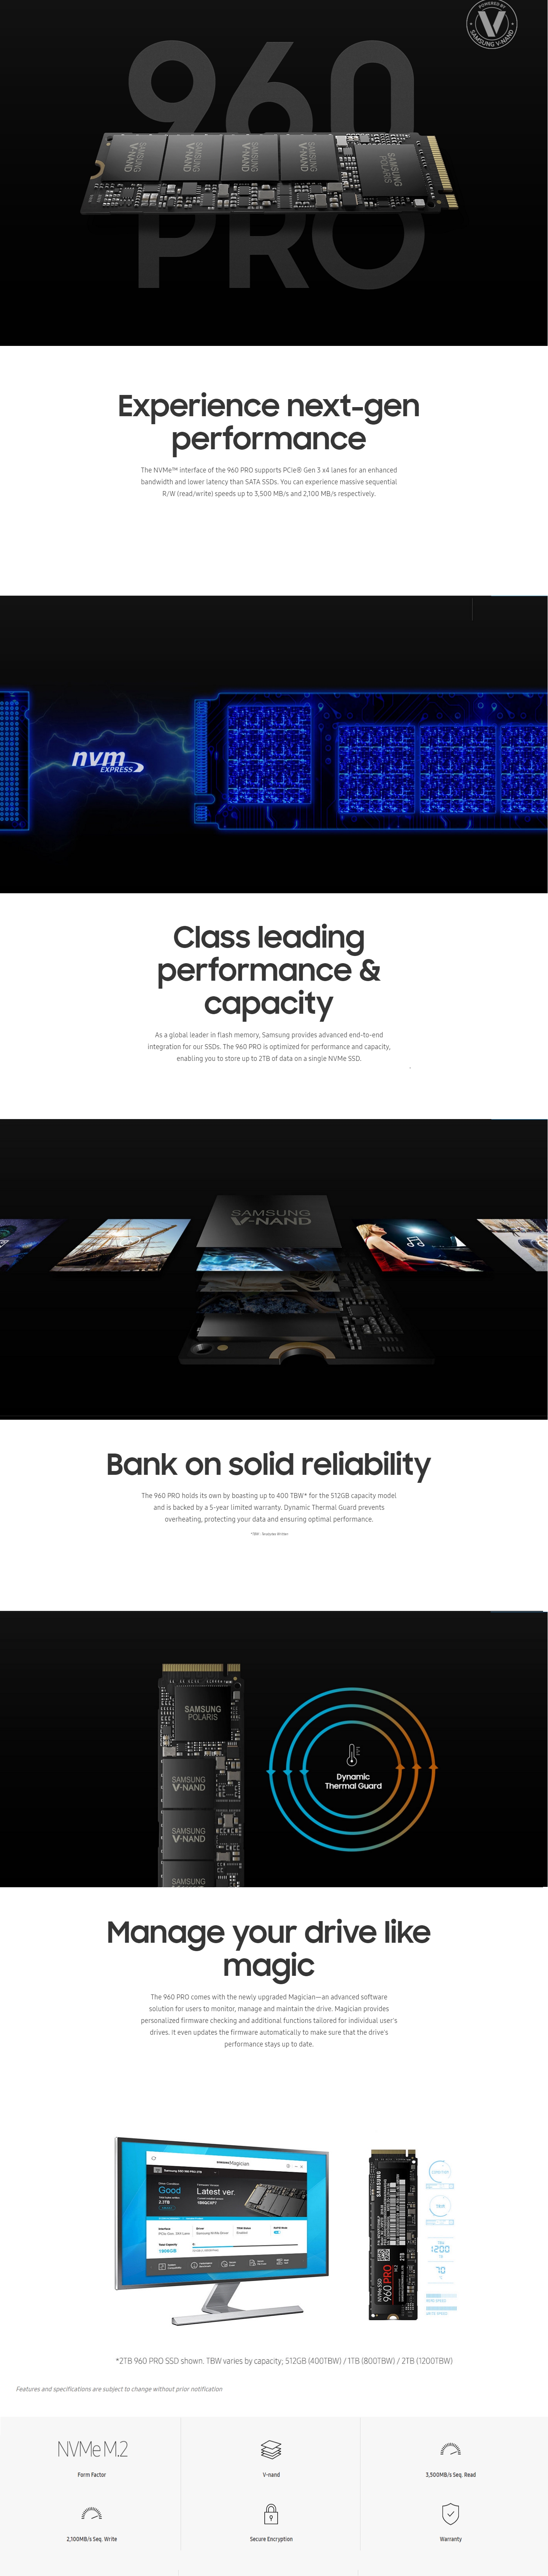 POWERED BY
V
SAMSUNG V-NAND
960
PRO
SAMSUNG
V-NAND
SAMSUNG
V-NAND
SAMSUNG
V-NAND
SAMSUNG
V-NAND
SAMSUNG
POLARIS
Experience next-gen
performance
The NVMe™ interface of the 960 PRO supports PCIe® Gen 3 x4 lanes for an enhanced
bandwidth and lower latency than SATA SSDs. You can experience massive sequential
R/W (read/write) speeds up to 3,500 MB/s and 2,100 MB/s respectively.
nvm
EXPRESS
Class leading
performance &
capacity
As a global leader in flash memory, Samsung provides advanced end-to-end
integration for our SSDs. The 960 PRO is optimized for performance and capacity,
enabling you to store up to 2TB of data on a single NVMe SSD.
SAMSUNG
V-NAND
Bank on solid reliability
The 960 PRO holds its own by boasting up to 400 TBW* for the 512GB capacity model
and is backed by a 5-year limited warranty. Dynamic Thermal Guard prevents
overheating, protecting your data and ensuring optimal performance.
*TBW: Terabytes Written
SAMSUNG
POLARIS
SAMSUNG
V-NAND
SAMSUNG
V-NAND
SAMSUNG
Dynamic
Thermal Guard
Manage your drive like
magic
The 960 PRO comes with the newly upgraded Magician—an advanced software
solution for users to monitor, manage and maintain the drive. Magician provides
personalized firmware checking and additional functions tailored for individual user's
drives. It even updates the firmware automatically to make sure that the drive's
performance stays up to date.
SAMSUNG Magician
Samsung SSD 960 PRO 2TB
Good
2.2TB
Latest ver.
SAMSUNG
NVMe SSD
960 PRO
M.2
2TB
1200
70
*2TB 960 PRO SSD shown. TBW varies by capacity; 512GB (400TBW) / 1TB (800TBW) / 2TB (1200TBW)
Features and specifications are subject to change without prior notification
NVMe M.2
Form Factor
V-nand
3,500MB/s Seq. Read
2,100MB/s Seq. Write
Secure Encryption
Warranty